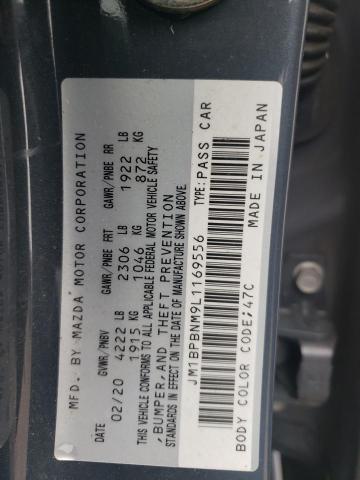 MFD. BY MAZDA MOTOR CORPORATION
DATE GVWR/PNBV GAWR/PNBE FRT GAWR/PNBE RR
02/20 4222 LB 2306 LB 1922 LB
1915 KG 1046 KG 872 KG
THIS VEHICLE CONFORMS TO ALL APPLICABLE FEDERAL MOTOR VEHICLE SAFETY
, BUMPER, AND THEFT PREVENTION
STANDARDS IN EFFECT ON THE DATE OF MANUFACTURE SHOWN ABOVE.
JM1BPBNM9L1169556 TYPE: PASS CAR
BODY COLOR CODE; 47C MADE IN JAPAN